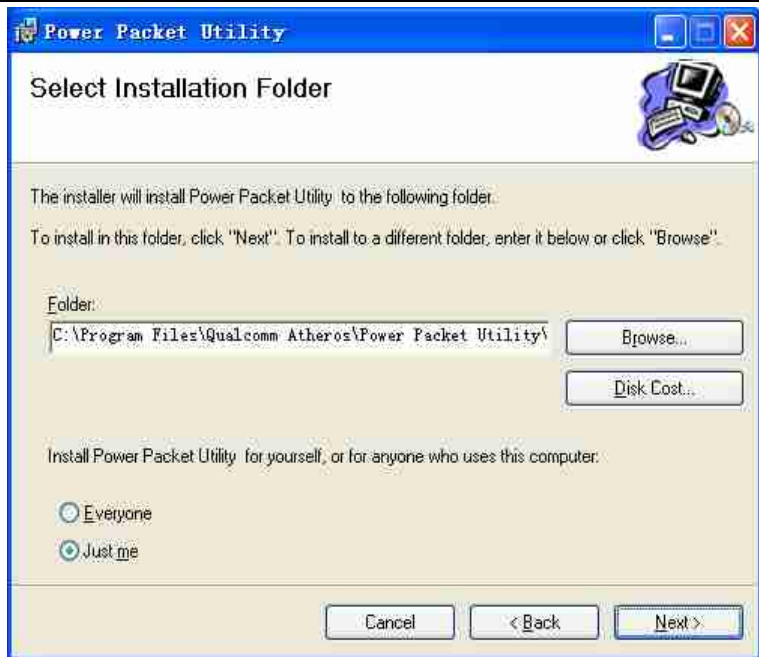 Power Packet Utility
Select Installation Folder
The installer will install Power Packet Utility to the following folder.
To install in this folder, click "Next". To install to a different folder, enter it below or click "Browse".
Folder:
C:\Program Files\Qualcomm Atheros\Power Packet Utility\
Browse...
Disk Cost...
Install Power Packet Utility for yourself, or for anyone who uses this computer:
Everyone
Just me
Cancel
< Back
Next >